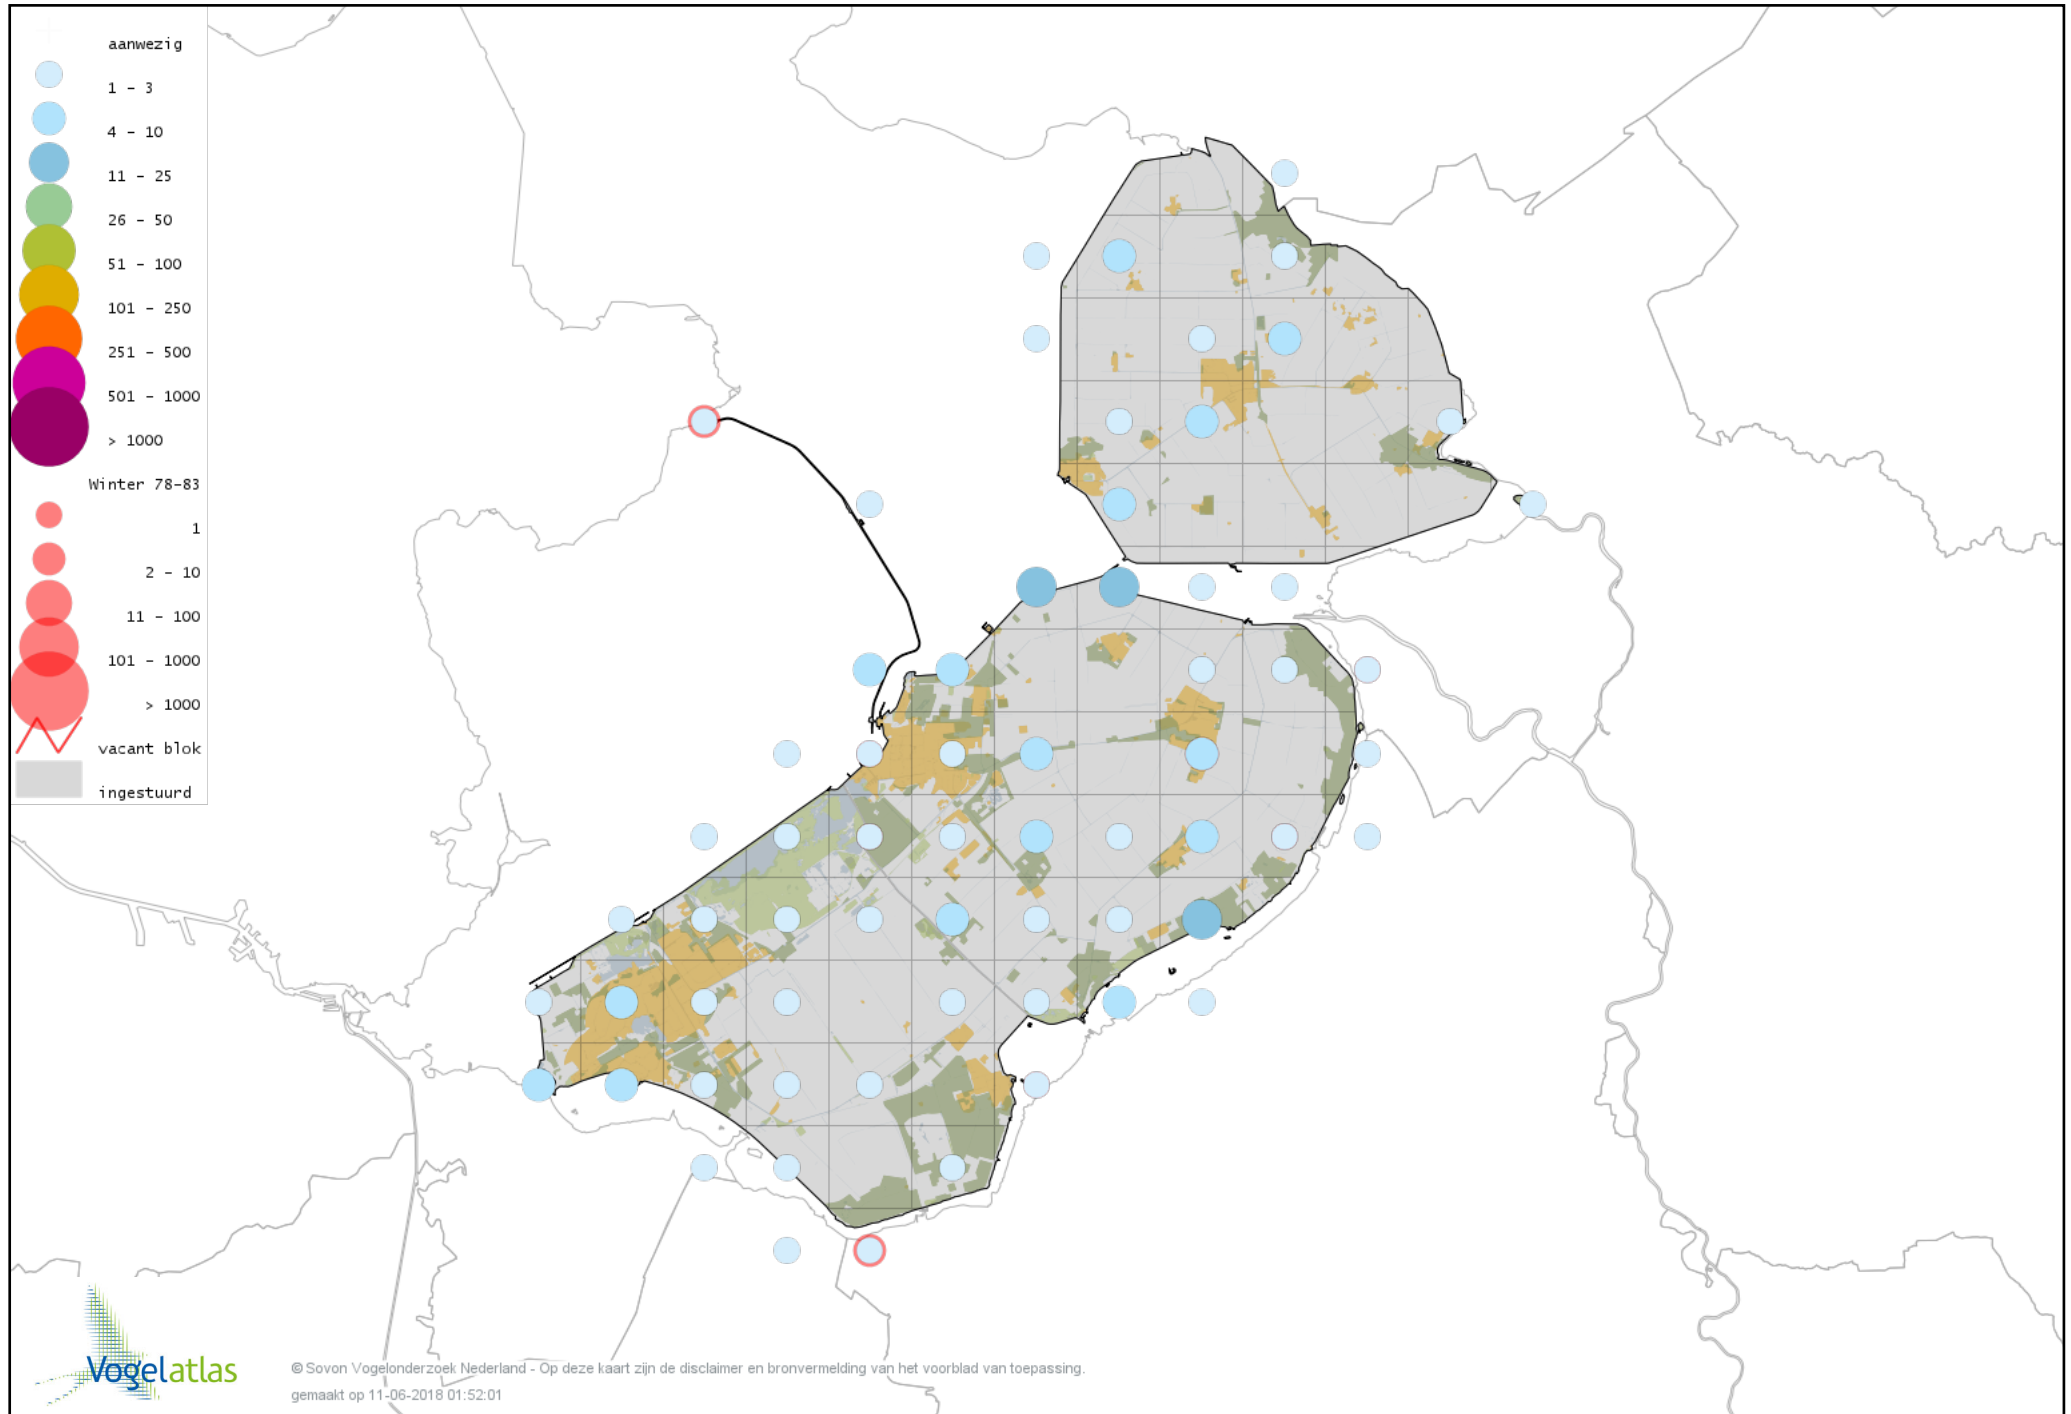 aanwezig
1 – 3
4 – 10
11 – 25
26 – 50
51 – 100
101 – 250
251 – 500
501 – 1000
> 1000
Winter 78-83
1
2 – 10
11 – 100
101 – 1000
> 1000
vacant blok
ingestuurd
Vogelatlas
© Sovon Vogelonderzoek Nederland - Op deze kaart zijn de disclaimer en bronvermelding van het voorblad van toepassing.
gemaakt op 11-06-2018 01:52:01